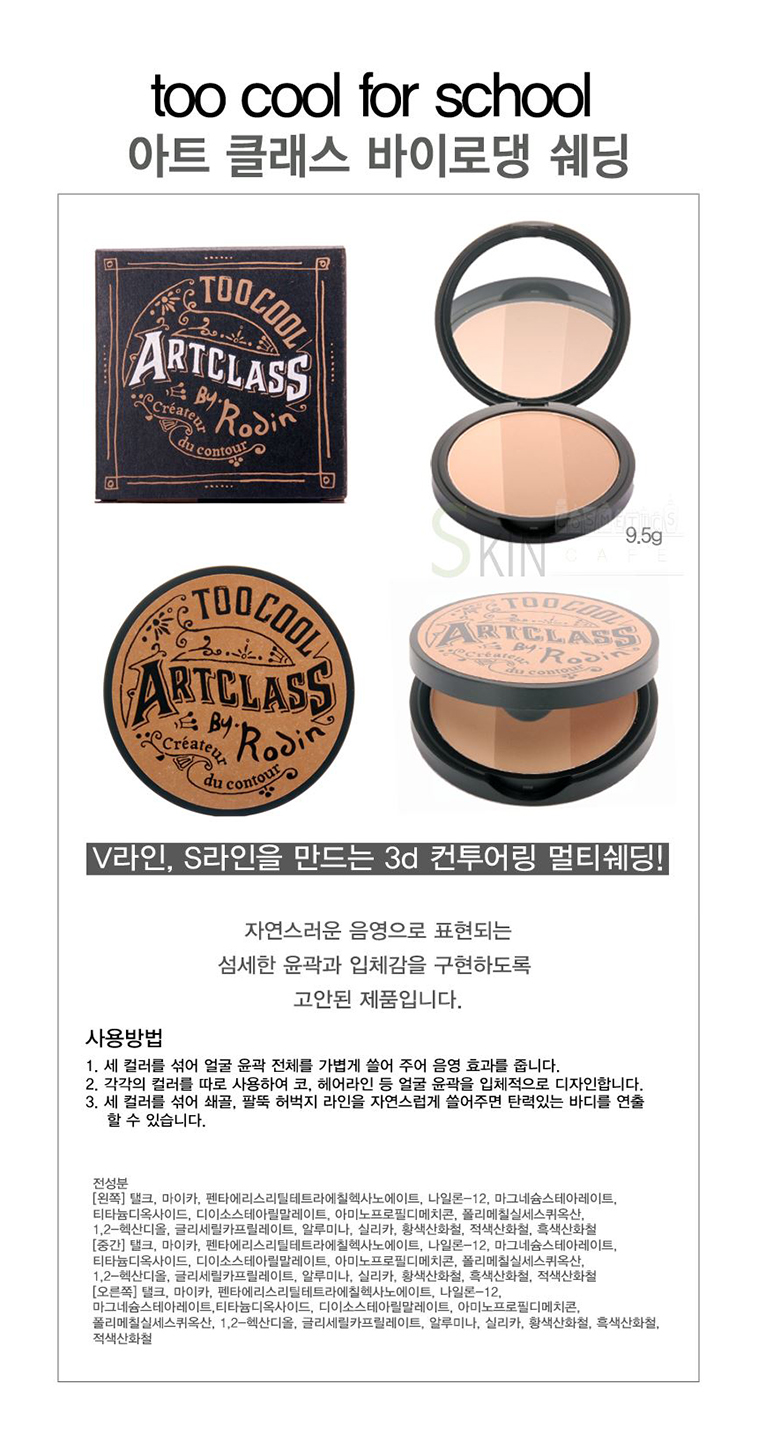 too cool for school
아트 클래스 바이로댕 쉐딩
TOO COOL
ARTCLASS
By. Rodin
Créateur
du contour
SKIN
COSMETICS
CAFE
9.5g
TOO COOL
ARTCLASS
By. Rodin
Créateur
du contour
TOO COOL
ARTCLASS
By. Rodin
Créateur
du contour
V라인, S라인을 만드는 3d 컨투어링 멀티쉐딩!
자연스러운 음영으로 표현되는
섬세한 윤곽과 입체감을 구현하도록
고안된 제품입니다.
사용방법
1. 세 컬러를 섞어 얼굴 윤곽 전체를 가볍게 쓸어 주어 음영 효과를 줍니다.
2. 각각의 컬러를 따로 사용하여 코, 헤어라인 등 얼굴 윤곽을 입체적으로 디자인합니다.
3. 세 컬러를 섞어 쇄골, 팔뚝 허벅지 라인을 자연스럽게 쓸어주면 탄력있는 바디를 연출
할 수 있습니다.
전성분
[왼쪽] 탤크, 마이카, 펜타에리스리틸테트라에칠헥사노에이트, 나일론-12, 마그네슘스테아레이트,
티타늄디옥사이드, 디이소스테아릴말레이트, 아미노프로필디메치콘, 폴리메칠실세스퀴옥산,
1,2-헥산디올, 글리세릴카프릴레이트, 알루미나, 실리카, 황색산화철, 적색산화철, 흑색산화철
[중간] 탤크, 마이카, 펜타에리스리틸테트라에칠헥사노에이트, 나일론-12, 마그네슘스테아레이트,
티타늄디옥사이드, 디이소스테아릴말레이트, 아미노프로필디메치콘, 폴리메칠실세스퀴옥산,
1,2-헥산디올, 글리세릴카프릴레이트, 알루미나, 실리카, 황색산화철, 흑색산화철, 적색산화철
[오른쪽] 탤크, 마이카, 펜타에리스리틸테트라에칠헥사노에이트, 나일론-12,
마그네슘스테아레이트,티타늄디옥사이드, 디이소스테아릴말레이트, 아미노프로필디메치콘,
폴리메칠실세스퀴옥산, 1,2-헥산디올, 글리세릴카프릴레이트, 알루미나, 실리카, 황색산화철, 흑색산화철,
적색산화철